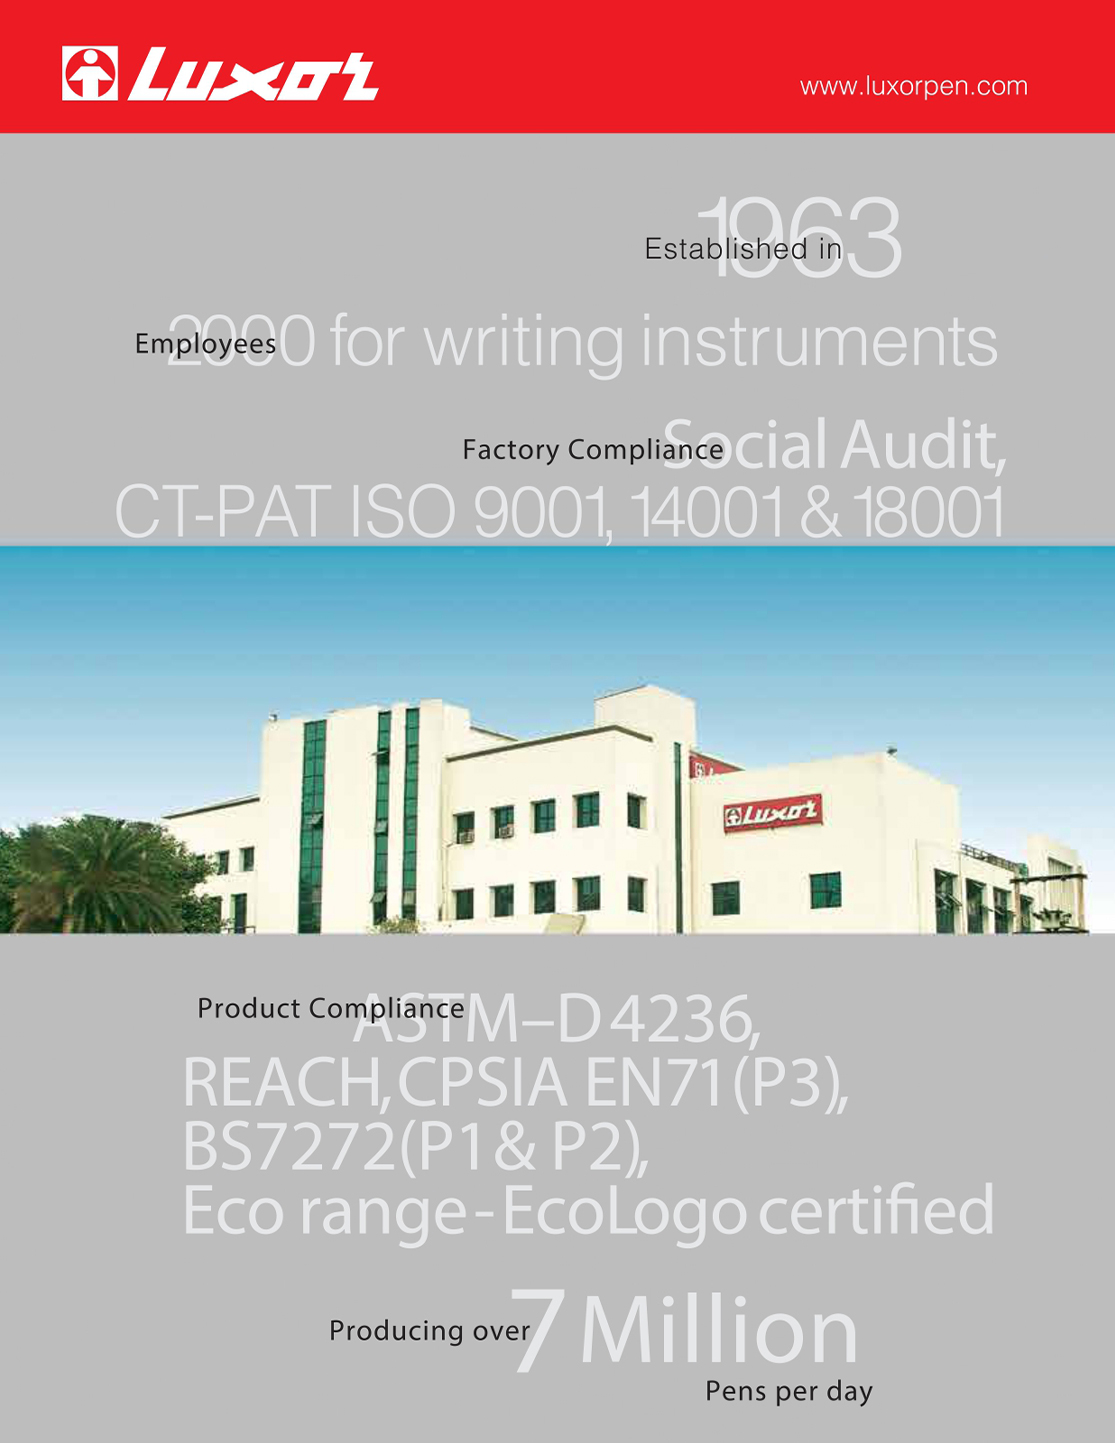 Luxor
www.luxorpen.com
Established in 1963
Employees 2000 for writing instruments
Factory Compliance Social Audit,
CT-PAT ISO 9001, 14001 & 18001
Luxor
Product Compliance ASTM–D 4236,
REACH, CPSIA EN71 (P3),
BS7272 (P1 & P2),
Eco range - EcoLogo certified
Producing over 7 Million
Pens per day